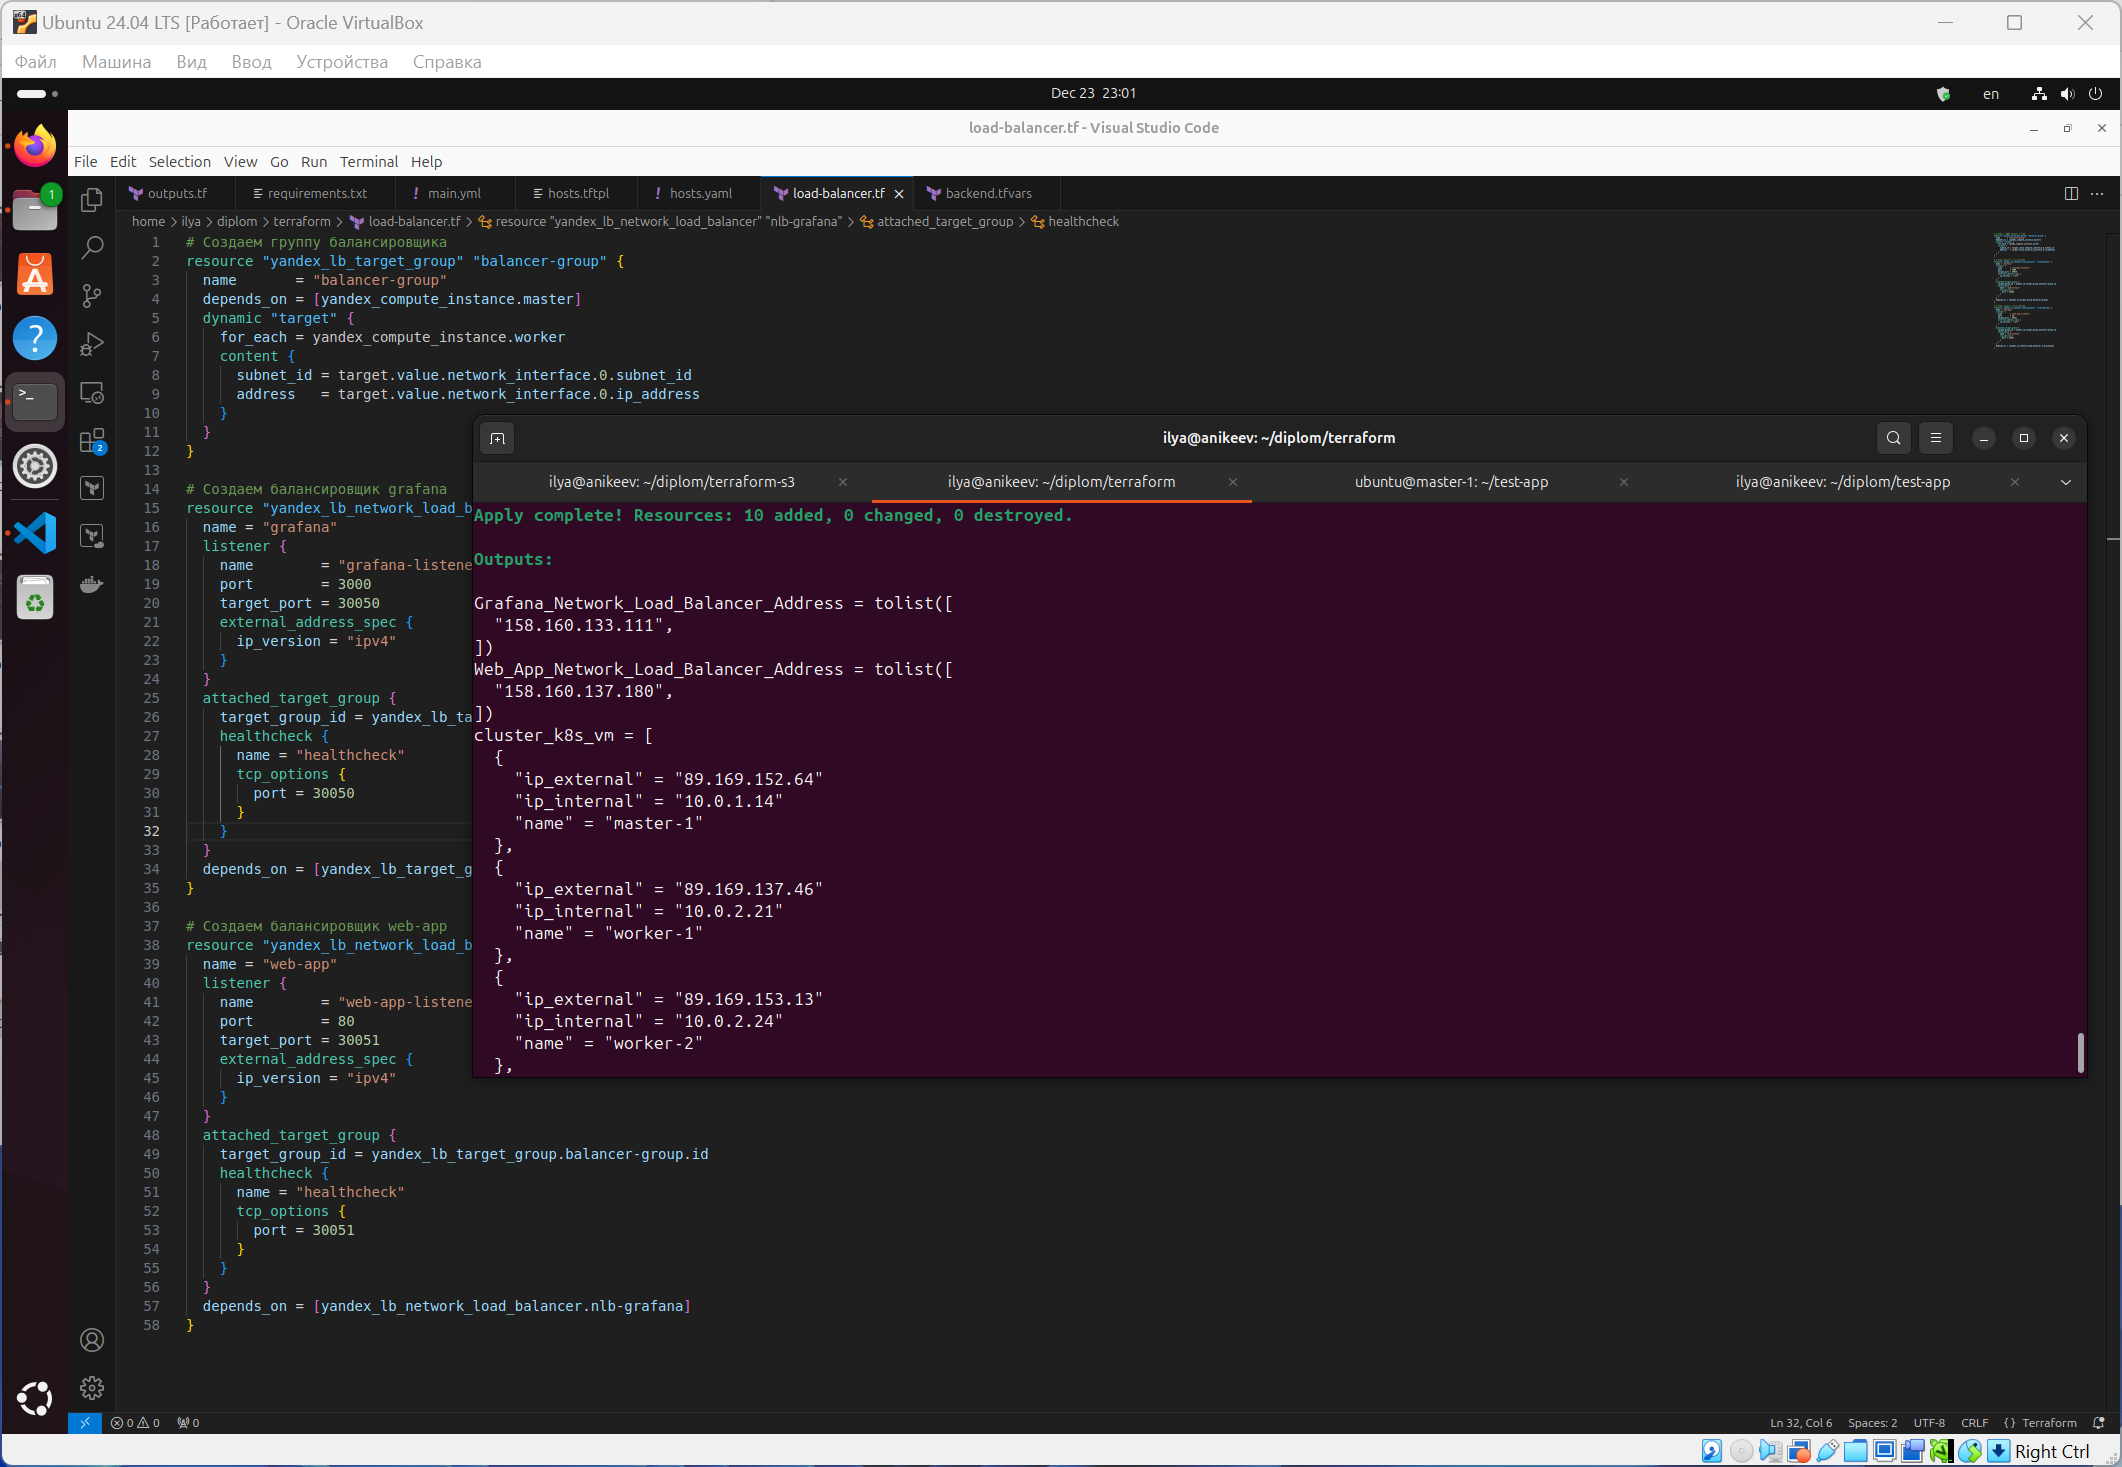 Ubuntu 24.04 LTS [Работает] - Oracle VirtualBox
Файл Машина Вид Ввод Устройства Справка
Dec 23 23:01
en
load-balancer.tf - Visual Studio Code
File Edit Selection View Go Run Terminal Help
outputs.tf requirements.txt ! main.yml hosts.tftpl ! hosts.yaml load-balancer.tf backend.tfvars
home > ilya > diplom > terraform > load-balancer.tf > resource "yandex_lb_network_load_balancer" "nlb-grafana" > attached_target_group > healthcheck
1 # Создаем группу балансировщика
2 resource "yandex_lb_target_group" "balancer-group" {
3 name = "balancer-group"
4 depends_on = [yandex_compute_instance.master]
5 dynamic "target" {
6 for_each = yandex_compute_instance.worker
7 content {
8 subnet_id = target.value.network_interface.0.subnet_id
9 address = target.value.network_interface.0.ip_address
10 }
11 }
12 }
13
14 # Создаем балансировщик grafana
15 resource "yandex_lb_network_load_b
16 name = "grafana"
17 listener {
18 name = "grafana-listene
19 port = 3000
20 target_port = 30050
21 external_address_spec {
22 ip_version = "ipv4"
23 }
24 }
25 attached_target_group {
26 target_group_id = yandex_lb_ta
27 healthcheck {
28 name = "healthcheck"
29 tcp_options {
30 port = 30050
31 }
32 }
33 }
34 depends_on = [yandex_lb_target_g
35 }
36
37 # Создаем балансировщик web-app
38 resource "yandex_lb_network_load_b
39 name = "web-app"
40 listener {
41 name = "web-app-listene
42 port = 80
43 target_port = 30051
44 external_address_spec {
45 ip_version = "ipv4"
46 }
47 }
48 attached_target_group {
49 target_group_id = yandex_lb_target_group.balancer-group.id
50 healthcheck {
51 name = "healthcheck"
52 tcp_options {
53 port = 30051
54 }
55 }
56 }
57 depends_on = [yandex_lb_network_load_balancer.nlb-grafana]
58 }
ilya@anikeev: ~/diplom/terraform
ilya@anikeev: ~/diplom/terraform-s3 ilya@anikeev: ~/diplom/terraform ubuntu@master-1: ~/test-app ilya@anikeev: ~/diplom/test-app
Apply complete! Resources: 10 added, 0 changed, 0 destroyed.
Outputs:
Grafana_Network_Load_Balancer_Address = tolist([
"158.160.133.111",
])
Web_App_Network_Load_Balancer_Address = tolist([
"158.160.137.180",
])
cluster_k8s_vm = [
{
"ip_external" = "89.169.152.64"
"ip_internal" = "10.0.1.14"
"name" = "master-1"
},
{
"ip_external" = "89.169.137.46"
"ip_internal" = "10.0.2.21"
"name" = "worker-1"
},
{
"ip_external" = "89.169.153.13"
"ip_internal" = "10.0.2.24"
"name" = "worker-2"
},
1
2
0 0 0 Ln 32, Col 6 Spaces: 2 UTF-8 CRLF {} Terraform
Right Ctrl